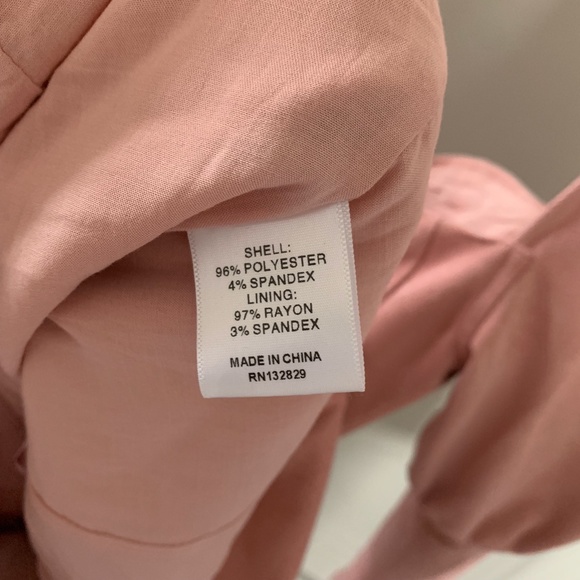 SHELL:
96% POLYESTER
4% SPANDEX
LINING:
97% RAYON
3% SPANDEX
MADE IN CHINA
RN132829